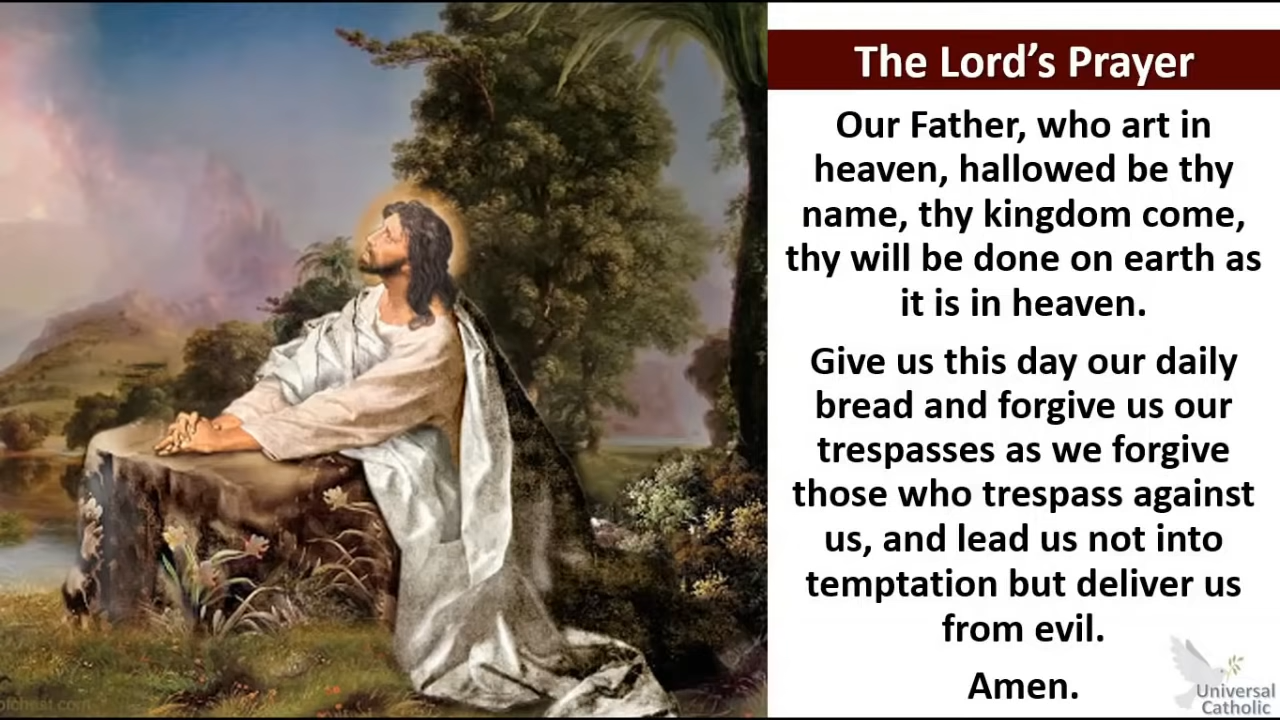 The Lord's Prayer
Our Father, who art in
heaven, hallowed be thy
name, thy kingdom come,
thy will be done on earth as
it is in heaven.
Give us this day our daily
bread and forgive us our
trespasses as we forgive
those who trespass against
us, and lead us not into
temptation but deliver us
from evil.
Amen.
Universal
Catholic